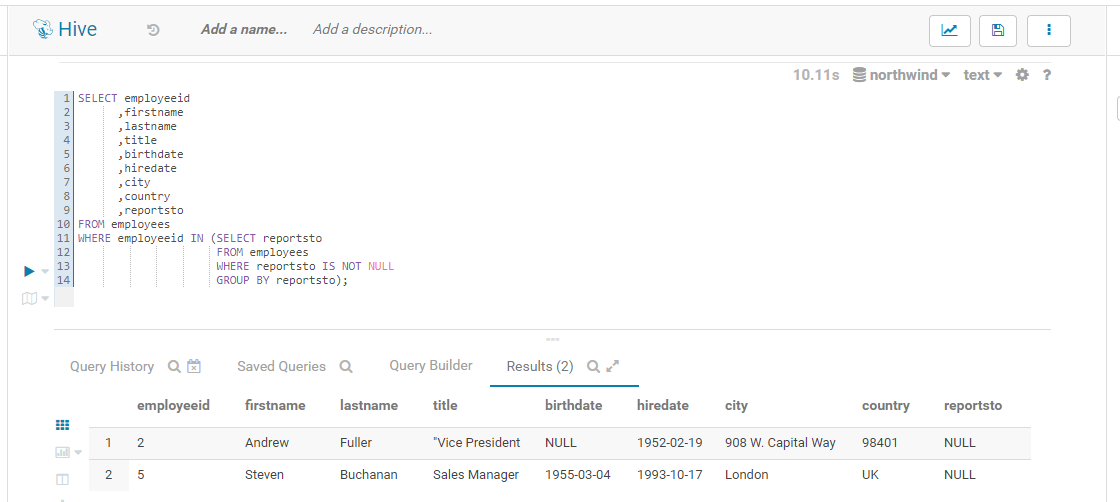 Hive Add a name... Add a description...
10.11s northwind text ?
1 SELECT employeeid
2 ,firstname
3 ,lastname
4 ,title
5 ,birthdate
6 ,hiredate
7 ,city
8 ,country
9 ,reportsto
10 FROM employees
11 WHERE employeeid IN (SELECT reportsto
12 FROM employees
13 WHERE reportsto IS NOT NULL
14 GROUP BY reportsto);
Query History Saved Queries Query Builder Results (2)
employeeid firstname lastname title birthdate hiredate city country reportsto
1 2 Andrew Fuller "Vice President NULL 1952-02-19 908 W. Capital Way 98401 NULL
2 5 Steven Buchanan Sales Manager 1955-03-04 1993-10-17 London UK NULL